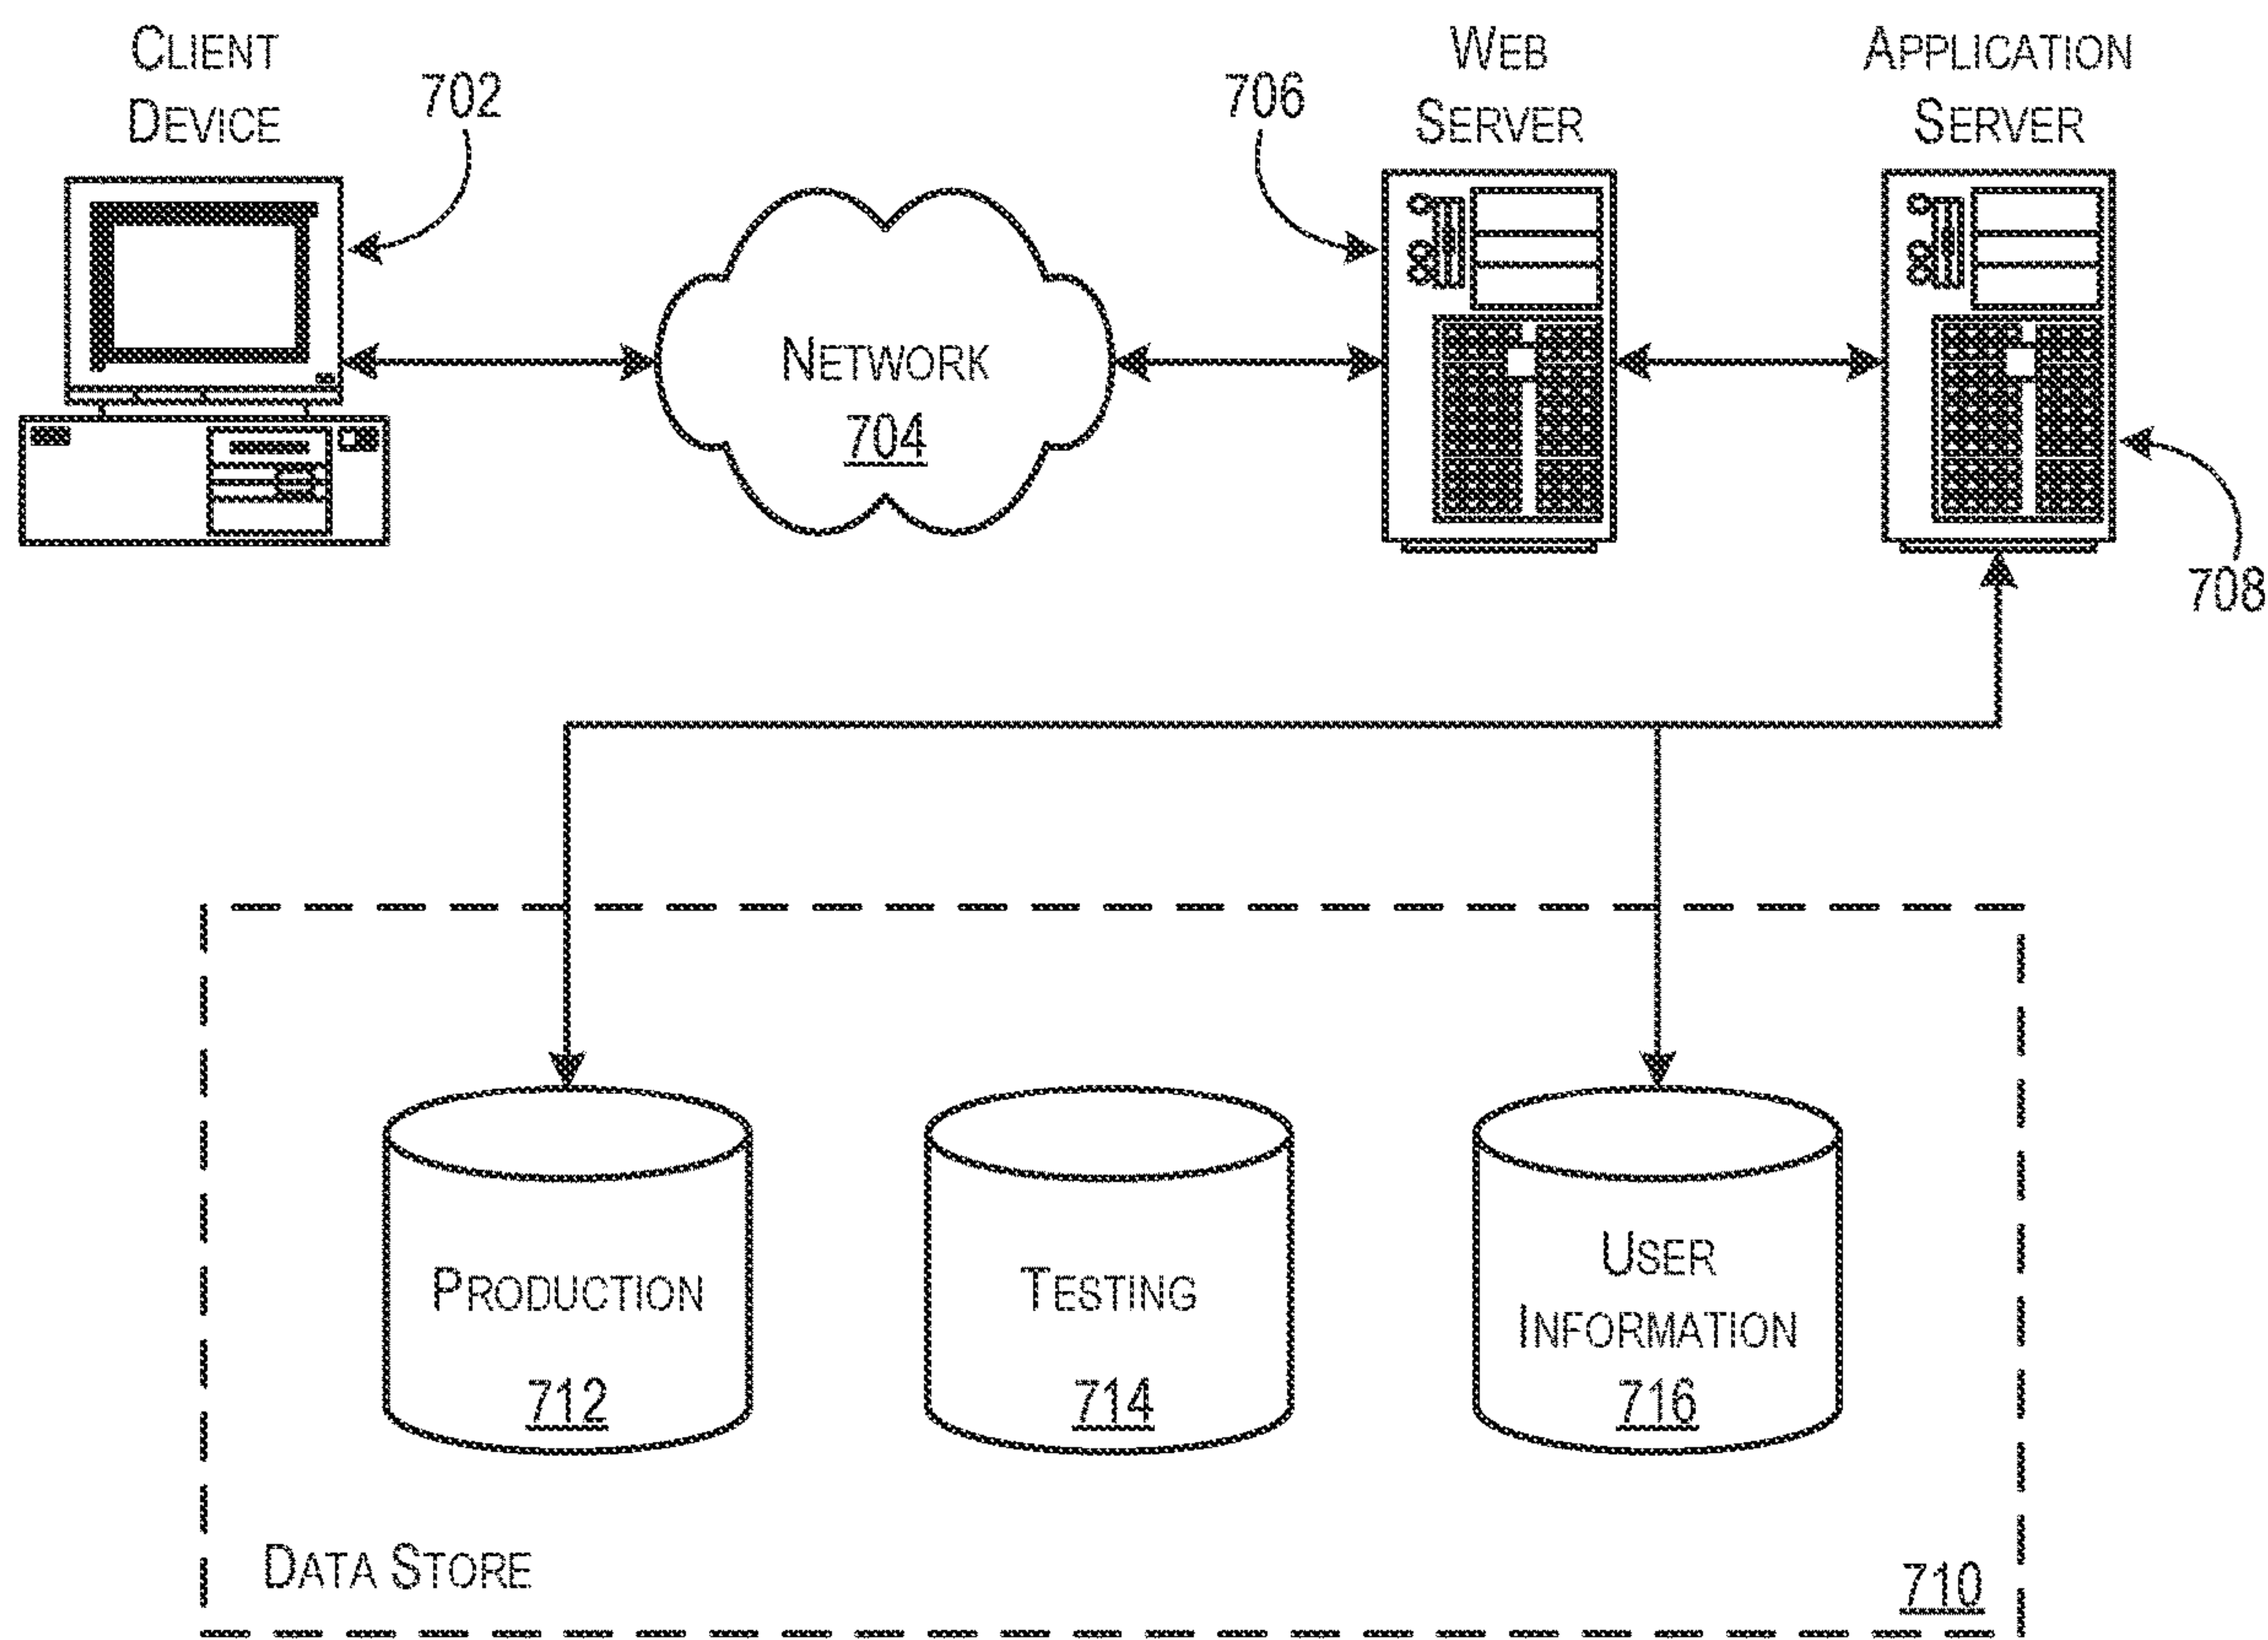 CLIENT
DEVICE
702
706
WEB
SERVER
APPLICATION
SERVER
NETWORK
704
708
PRODUCTION
712
TESTING
714
USER
INFORMATION
716
DATA STORE
710